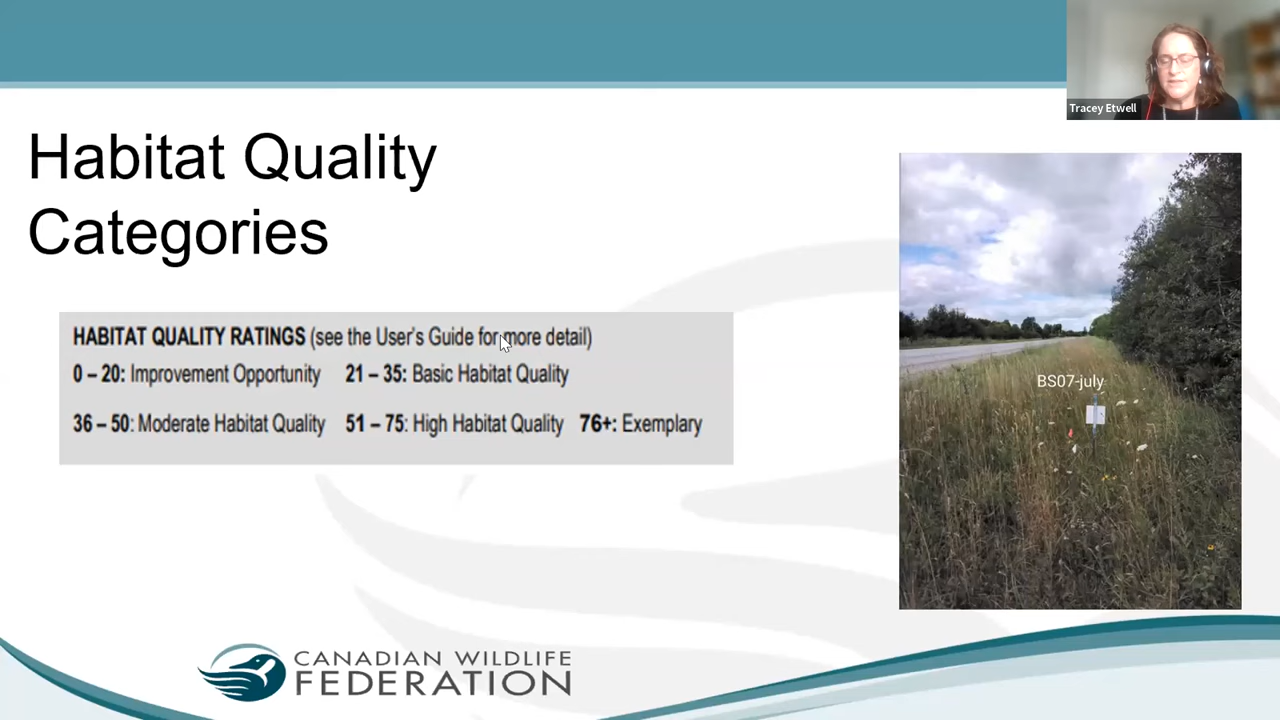 Tracey Etwell
Habitat Quality
Categories
HABITAT QUALITY RATINGS (see the User's Guide for more detail)
0 – 20: Improvement Opportunity 21 – 35: Basic Habitat Quality
36 – 50: Moderate Habitat Quality 51 – 75: High Habitat Quality 76+: Exemplary
BS07-july
CANADIAN WILDLIFE
FEDERATION